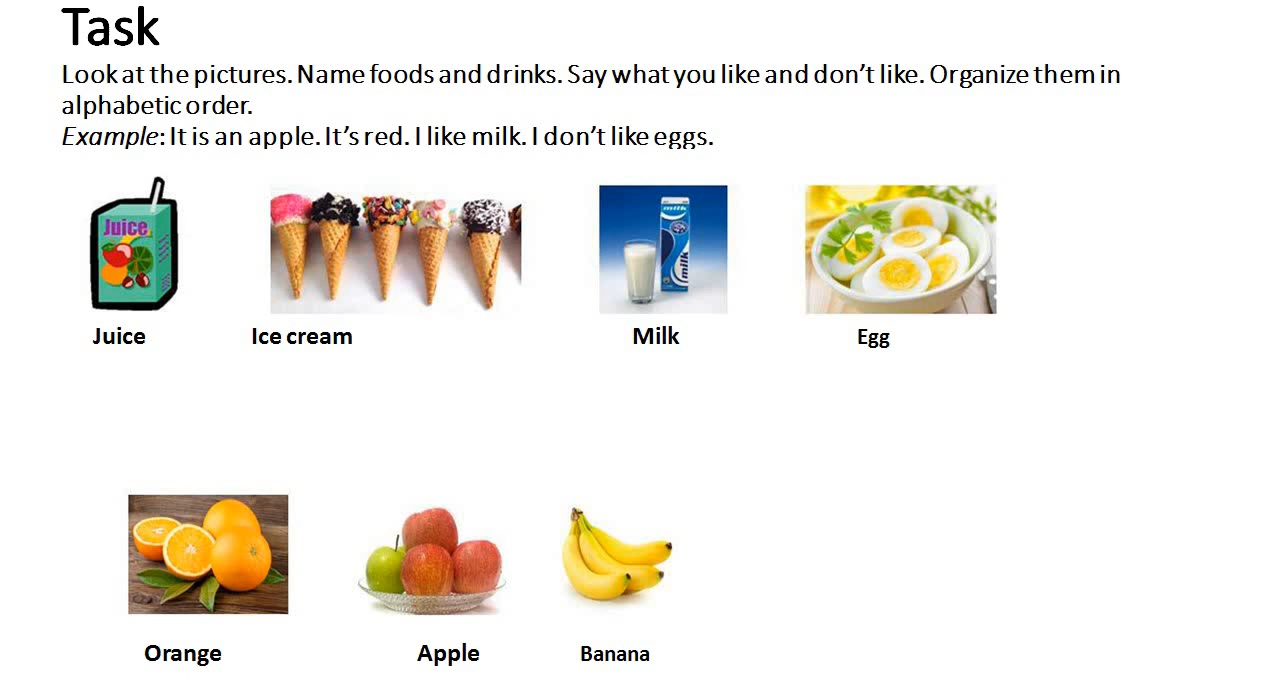 Task
Look at the pictures. Name foods and drinks. Say what you like and don’t like. Organize them in
alphabetic order.
Example: It is an apple. It’s red. I like milk. I don’t like eggs.
Juice
milk
milk
Juice
Ice cream
Milk
Egg
Orange
Apple
Banana